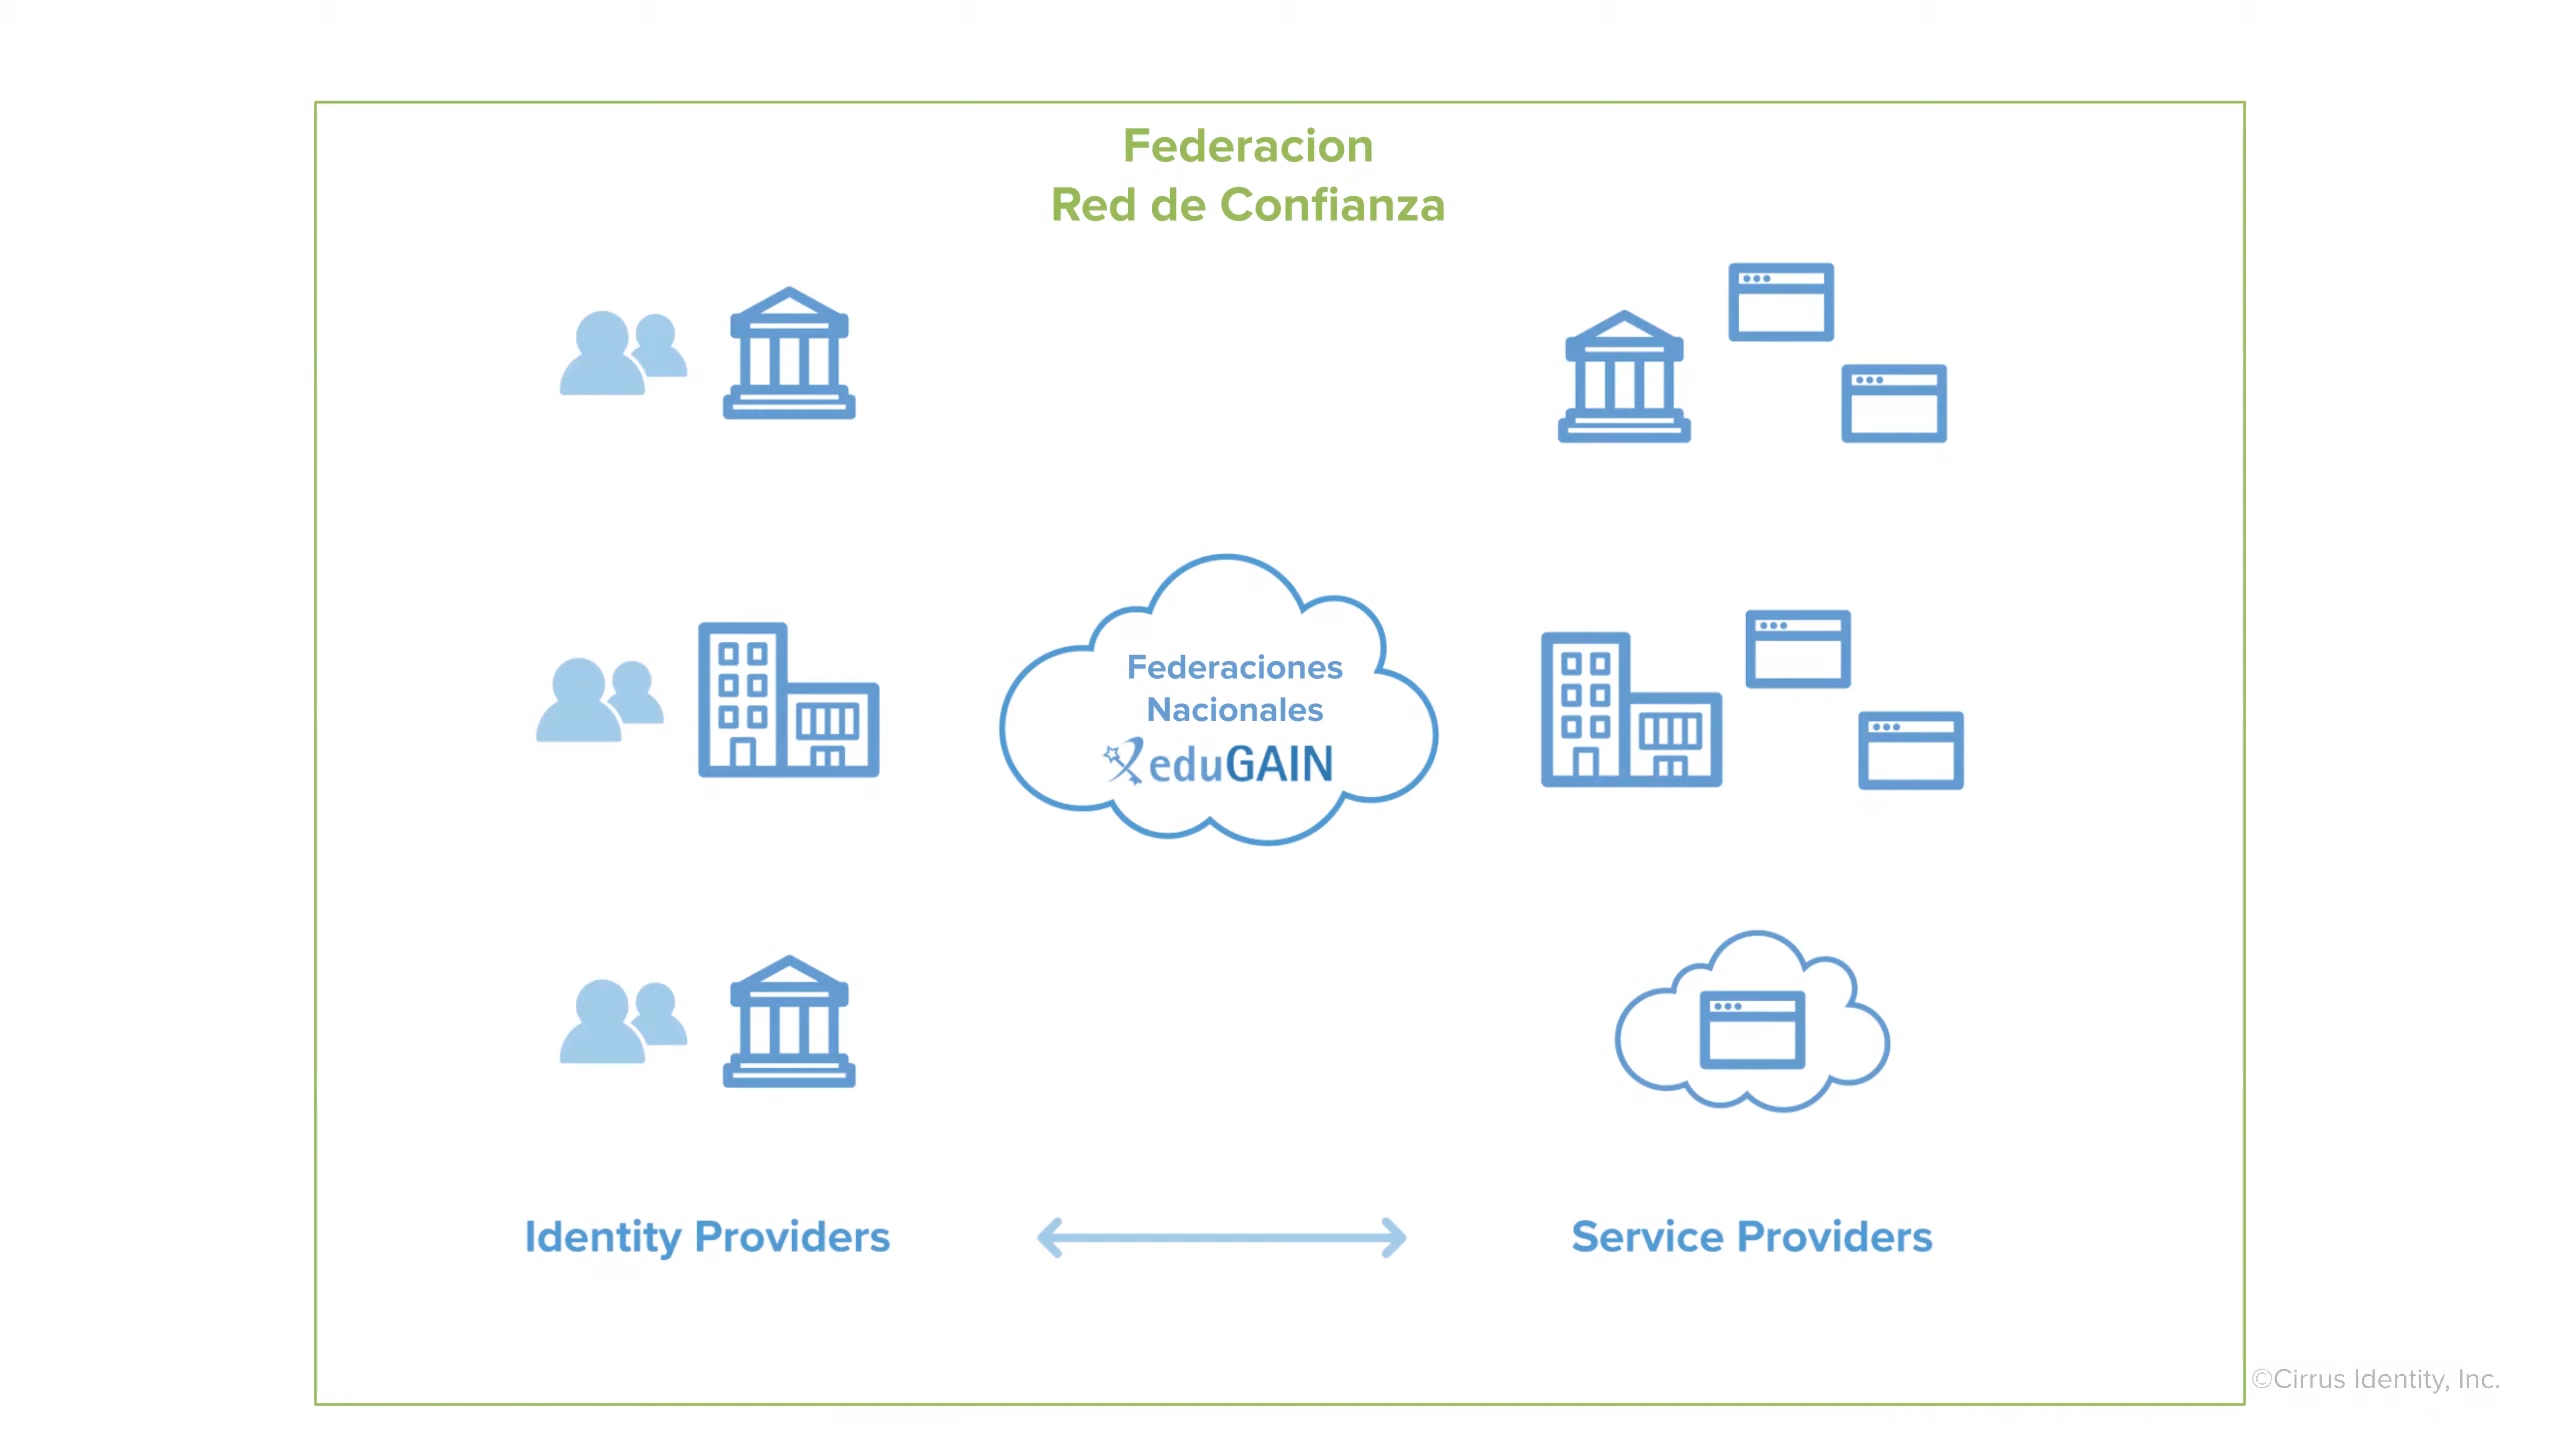 Federacion
Red de Confianza
Federaciones
Nacionales
eduGAIN
Identity Providers
Service Providers
©Cirrus Identity, Inc.